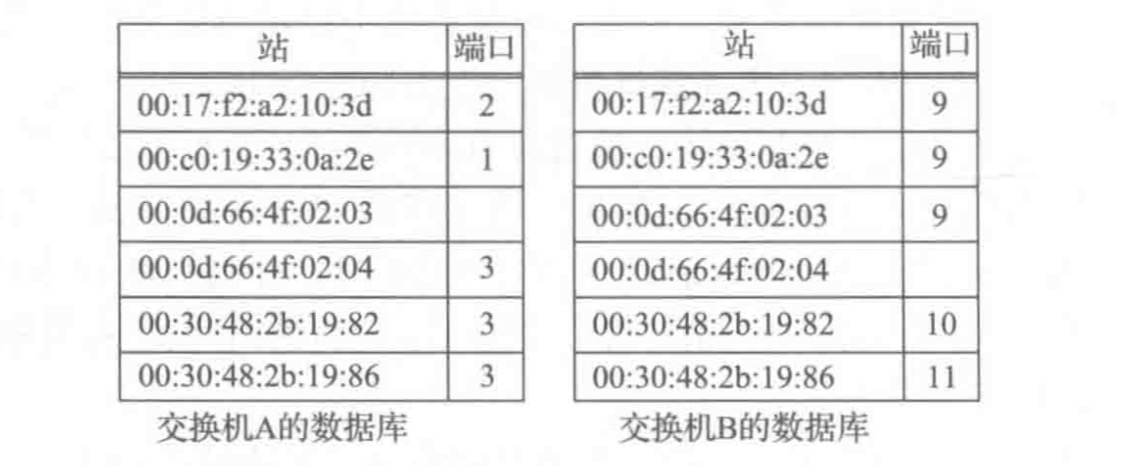 站 端口
00:17:f2:a2:10:3d 2
00:c0:19:33:0a:2e 1
00:0d:66:4f:02:03
00:0d:66:4f:02:04 3
00:30:48:2b:19:82 3
00:30:48:2b:19:86 3
交换机A的数据库
站 端口
00:17:f2:a2:10:3d 9
00:c0:19:33:0a:2e 9
00:0d:66:4f:02:03 9
00:0d:66:4f:02:04
00:30:48:2b:19:82 10
00:30:48:2b:19:86 11
交换机B的数据库